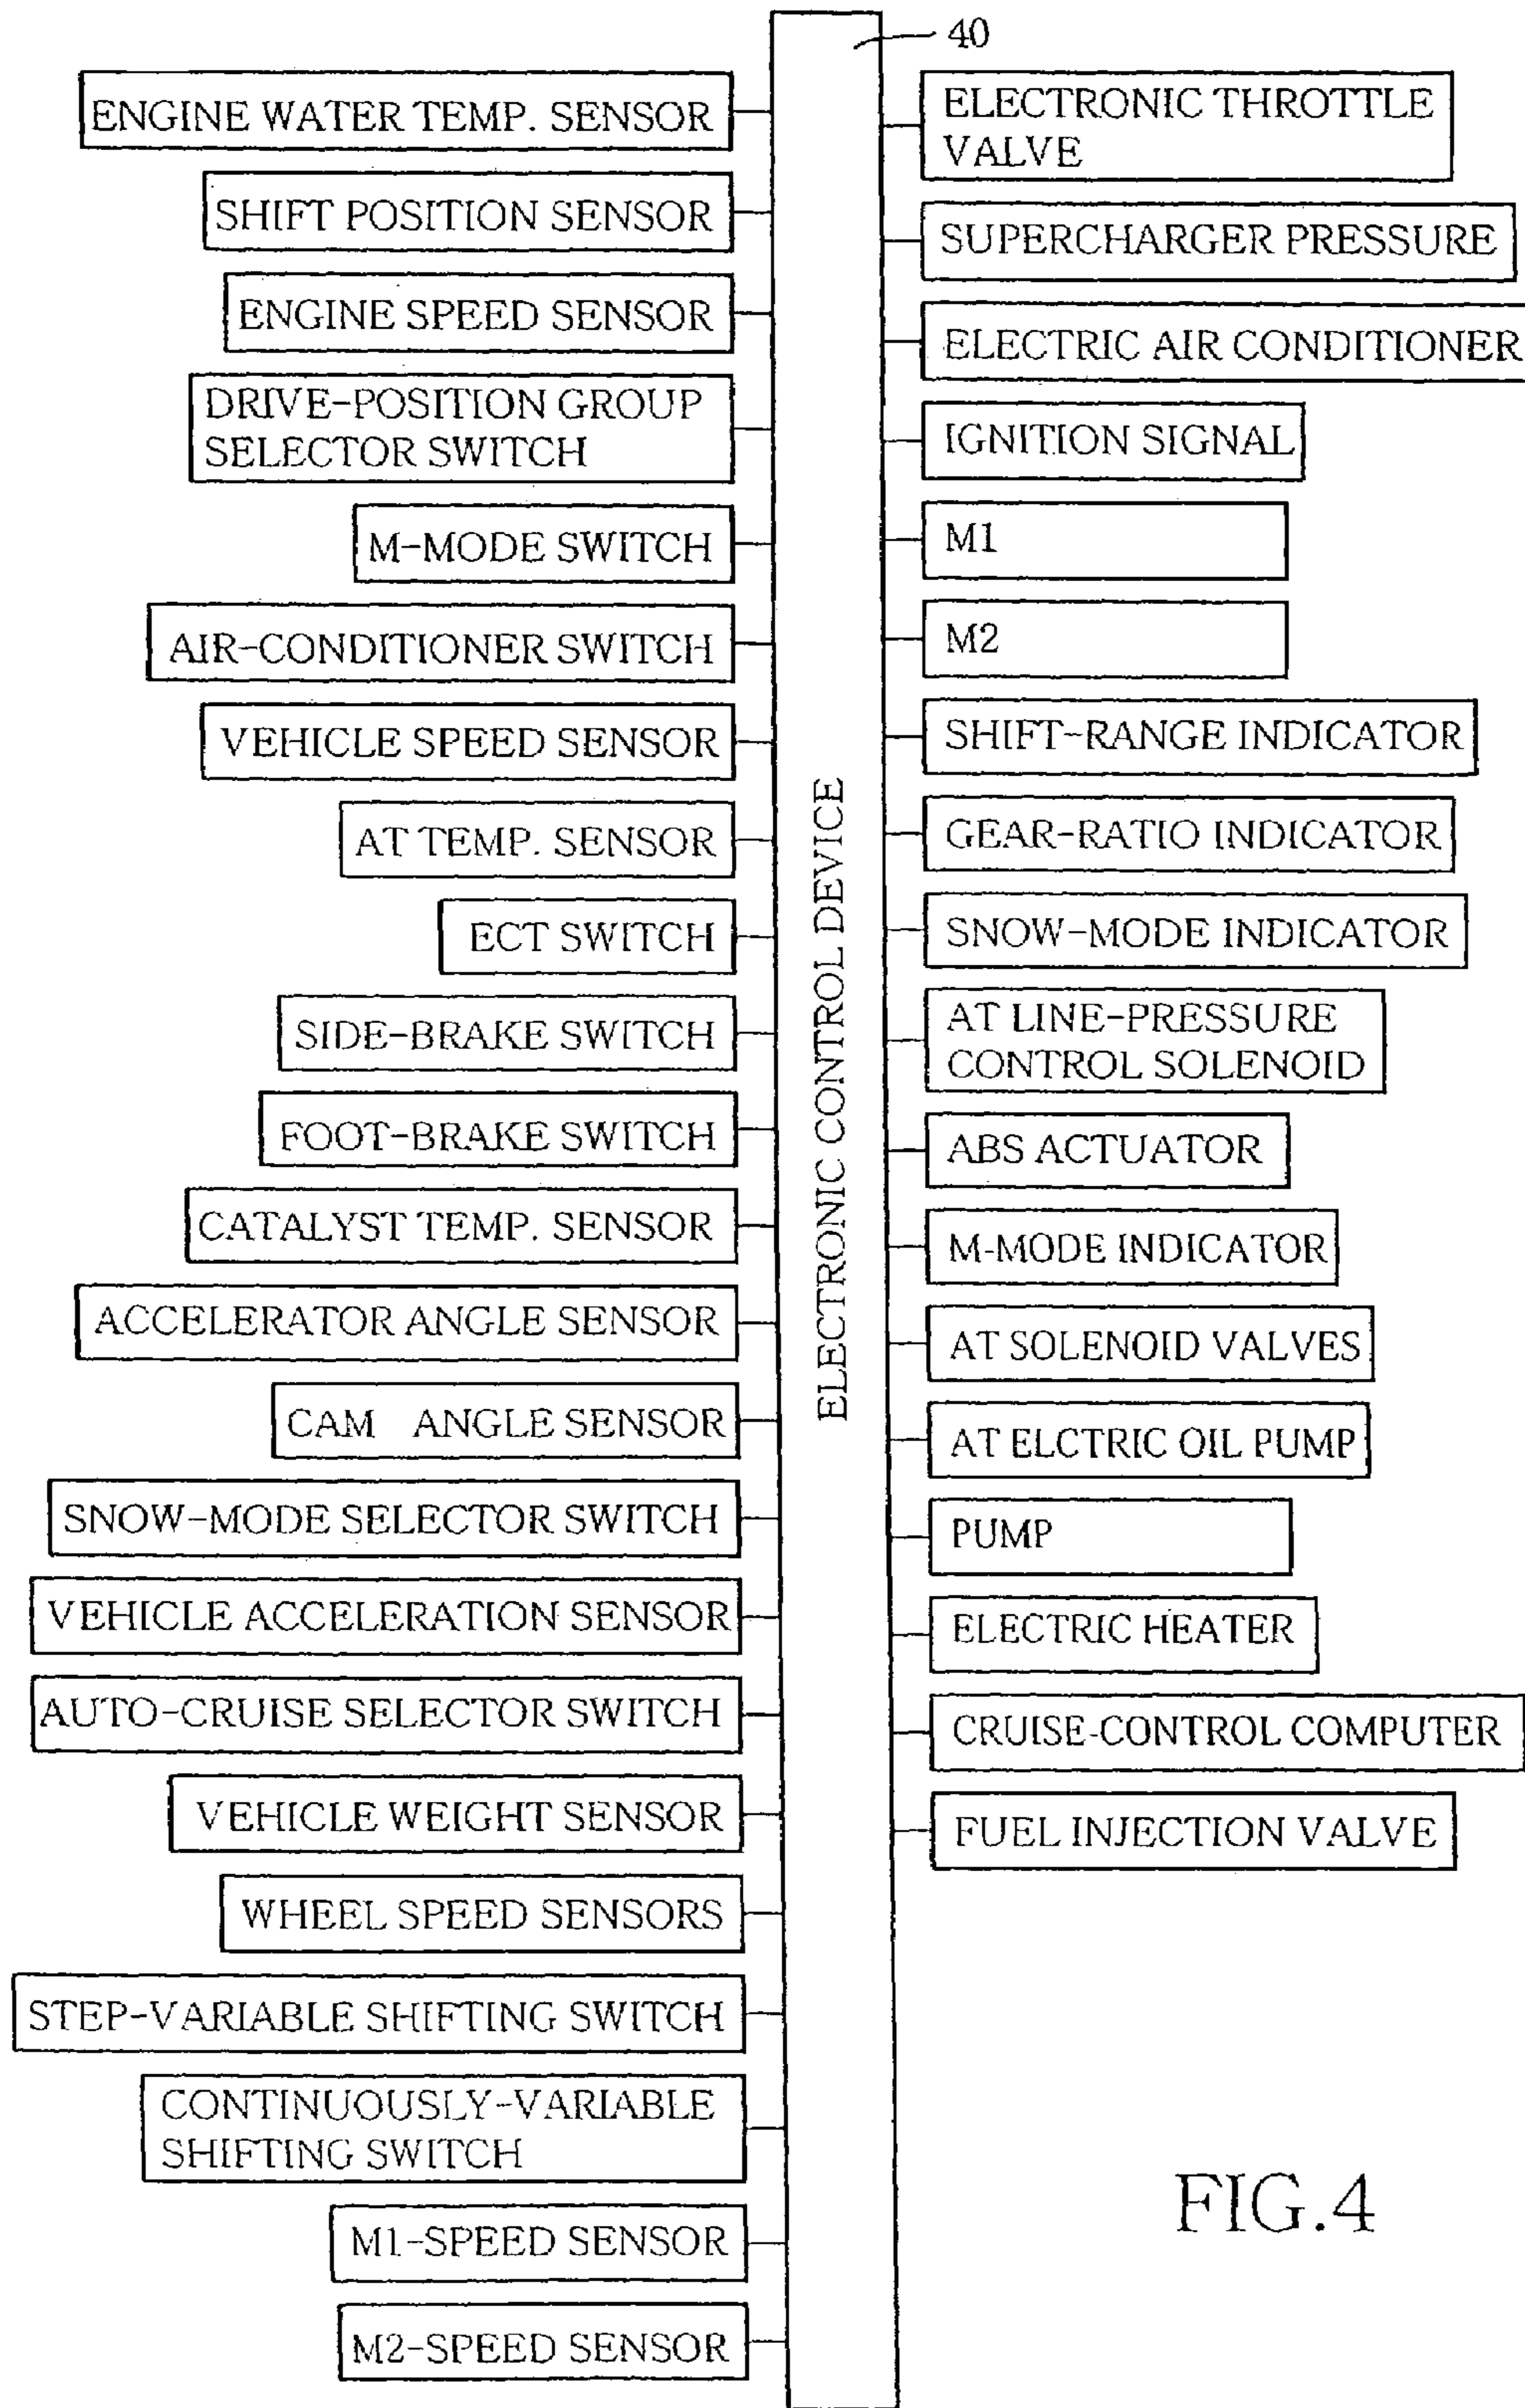 40
ENGINE WATER TEMP. SENSOR
SHIFT POSITION SENSOR
ENGINE SPEED SENSOR
DRIVE-POSITION GROUP
SELECTOR SWITCH
M-MODE SWITCH
AIR-CONDITIONER SWITCH
VEHICLE SPEED SENSOR
AT TEMP. SENSOR
ECT SWITCH
SIDE-BRAKE SWITCH
FOOT-BRAKE SWITCH
CATALYST TEMP. SENSOR
ACCELERATOR ANGLE SENSOR
CAM ANGLE SENSOR
SNOW-MODE SELECTOR SWITCH
VEHICLE ACCELERATION SENSOR
AUTO-CRUISE SELECTOR SWITCH
VEHICLE WEIGHT SENSOR
WHEEL SPEED SENSORS
STEP-VARIABLE SHIFTING SWITCH
CONTINUOUSLY-VARIABLE
SHIFTING SWITCH
M1-SPEED SENSOR
M2-SPEED SENSOR
ELECTRONIC CONTROL DEVICE
ELECTRONIC THROTTLE
VALVE
SUPERCHARGER PRESSURE
ELECTRIC AIR CONDITIONER
IGNITION SIGNAL
M1
M2
SHIFT-RANGE INDICATOR
GEAR-RATIO INDICATOR
SNOW-MODE INDICATOR
AT LINE-PRESSURE
CONTROL SOLENOID
ABS ACTUATOR
M-MODE INDICATOR
AT SOLENOID VALVES
AT ELCTRIC OIL PUMP
PUMP
ELECTRIC HEATER
CRUISE-CONTROL COMPUTER
FUEL INJECTION VALVE
FIG.4